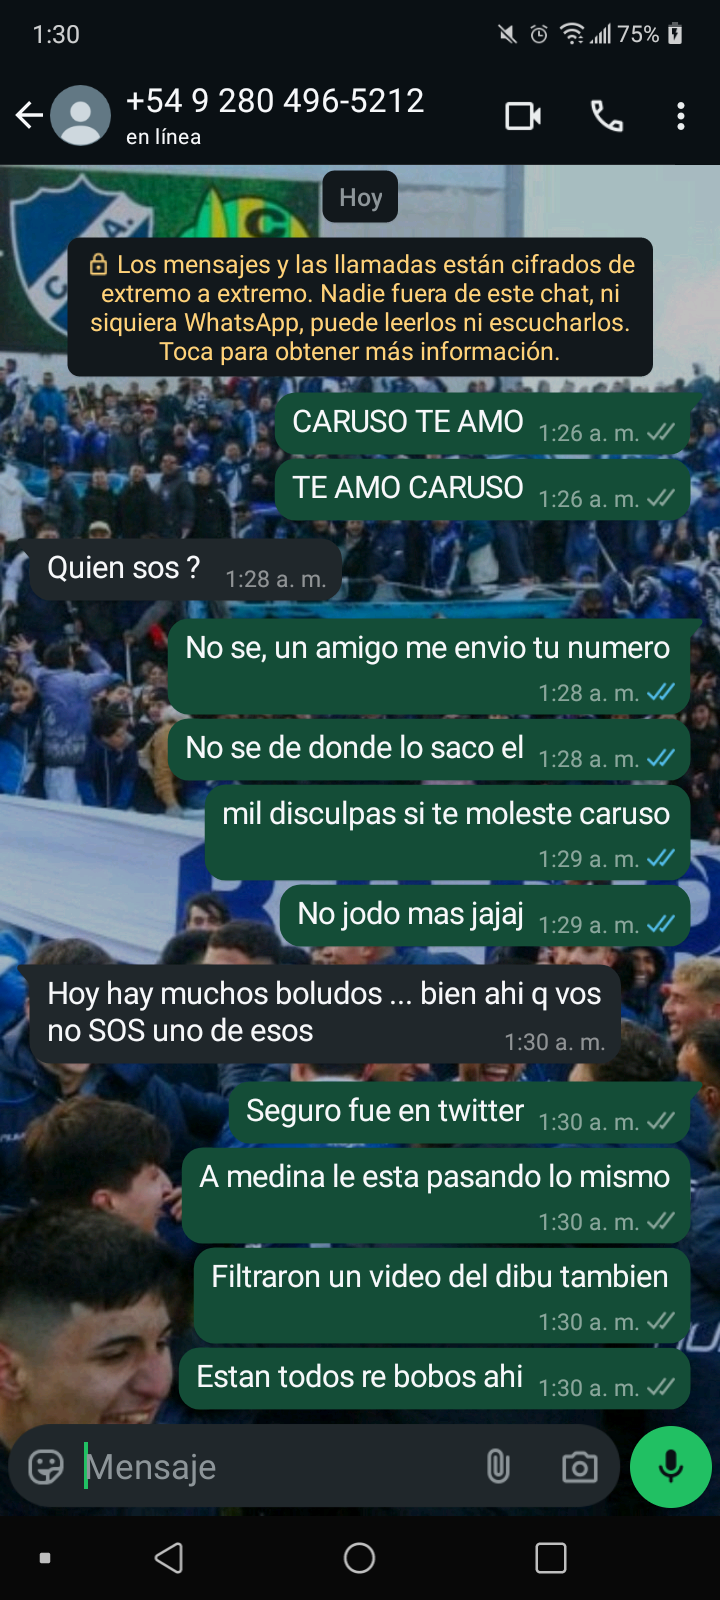 1:30
75%
+54 9 280 496-5212
en línea
Hoy
Los mensajes y las llamadas están cifrados de
extremo a extremo. Nadie fuera de este chat, ni
siquiera WhatsApp, puede leerlos ni escucharlos.
Toca para obtener más información.
CARUSO TE AMO 1:26 a. m.
TE AMO CARUSO 1:26 a. m.
Quien sos ? 1:28 a. m.
No se, un amigo me envio tu numero
1:28 a. m.
No se de donde lo saco el 1:28 a. m.
mil disculpas si te moleste caruso
1:29 a. m.
No jodo mas jajaj 1:29 a. m.
Hoy hay muchos boludos ... bien ahi q vos
no SOS uno de esos 1:30 a. m.
Seguro fue en twitter 1:30 a. m.
A medina le esta pasando lo mismo
1:30 a. m.
Filtraron un video del dibu tambien
1:30 a. m.
Estan todos re bobos ahi 1:30 a. m.
Mensaje